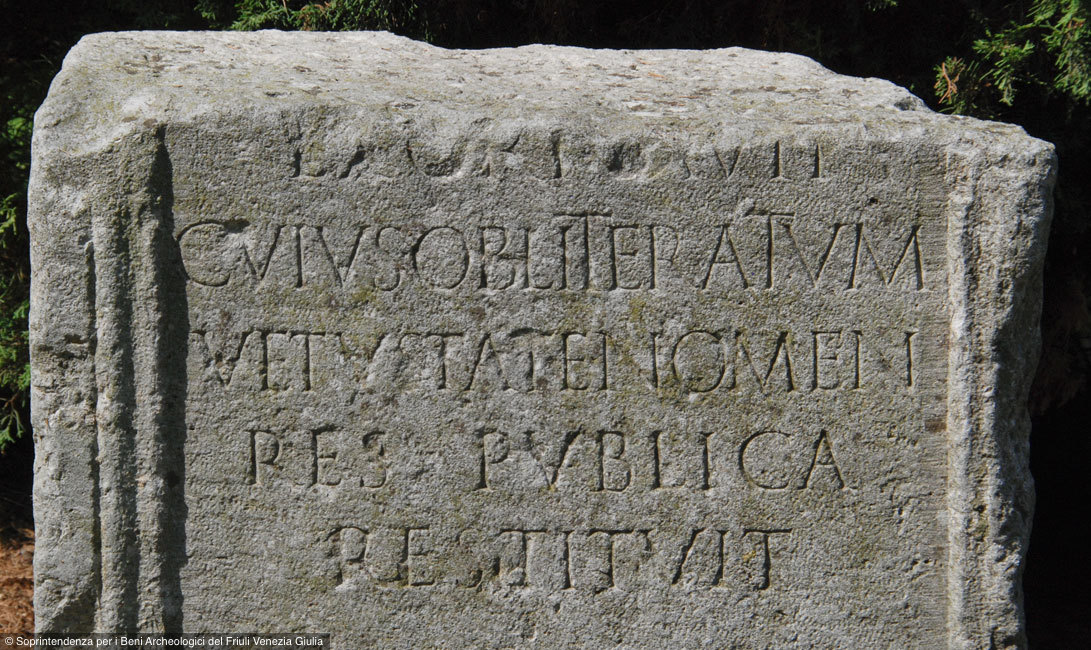 CVIVS OBLITERATVM
VETVSTATE NOMEN
RES PVBLICA
RESTITVIT
© Soprintendenza per i Beni Archeologici del Friuli Venezia Giulia